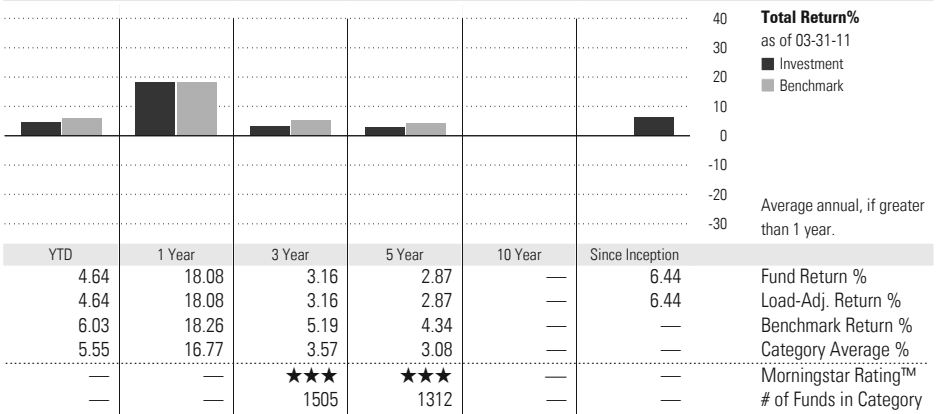 40
30
20
10
0
-10
-20
-30
Total Return%
as of 03-31-11
Investment
Benchmark
Average annual, if greater
than 1 year.
YTD 1 Year 3 Year 5 Year 10 Year Since Inception
4.64 18.08 3.16 2.87 — 6.44 Fund Return %
4.64 18.08 3.16 2.87 — 6.44 Load-Adj. Return %
6.03 18.26 5.19 4.34 — — Benchmark Return %
5.55 16.77 3.57 3.08 — — Category Average %
— — ★★★ ★★★ — — Morningstar Rating™
— — 1505 1312 — — # of Funds in Category